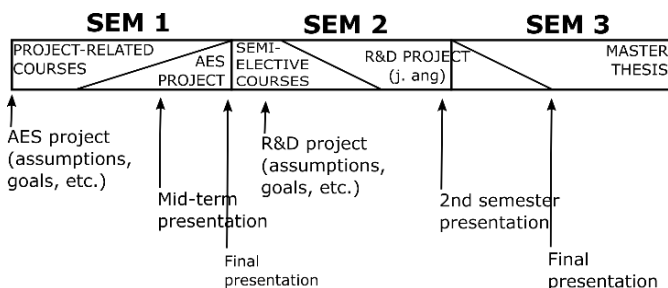 SEM 1
SEM 2
SEM 3
PROJECT-RELATED
COURSES
AES
PROJECT
SEMI-
ELECTIVE
COURSES
R&D PROJECT
(j. ang)
MASTER
THESIS
AES project
(assumptions,
goals, etc.)
Mid-term
presentation
Final
presentation
R&D project
(assumptions,
goals, etc.)
2nd semester
presentation
Final
presentation